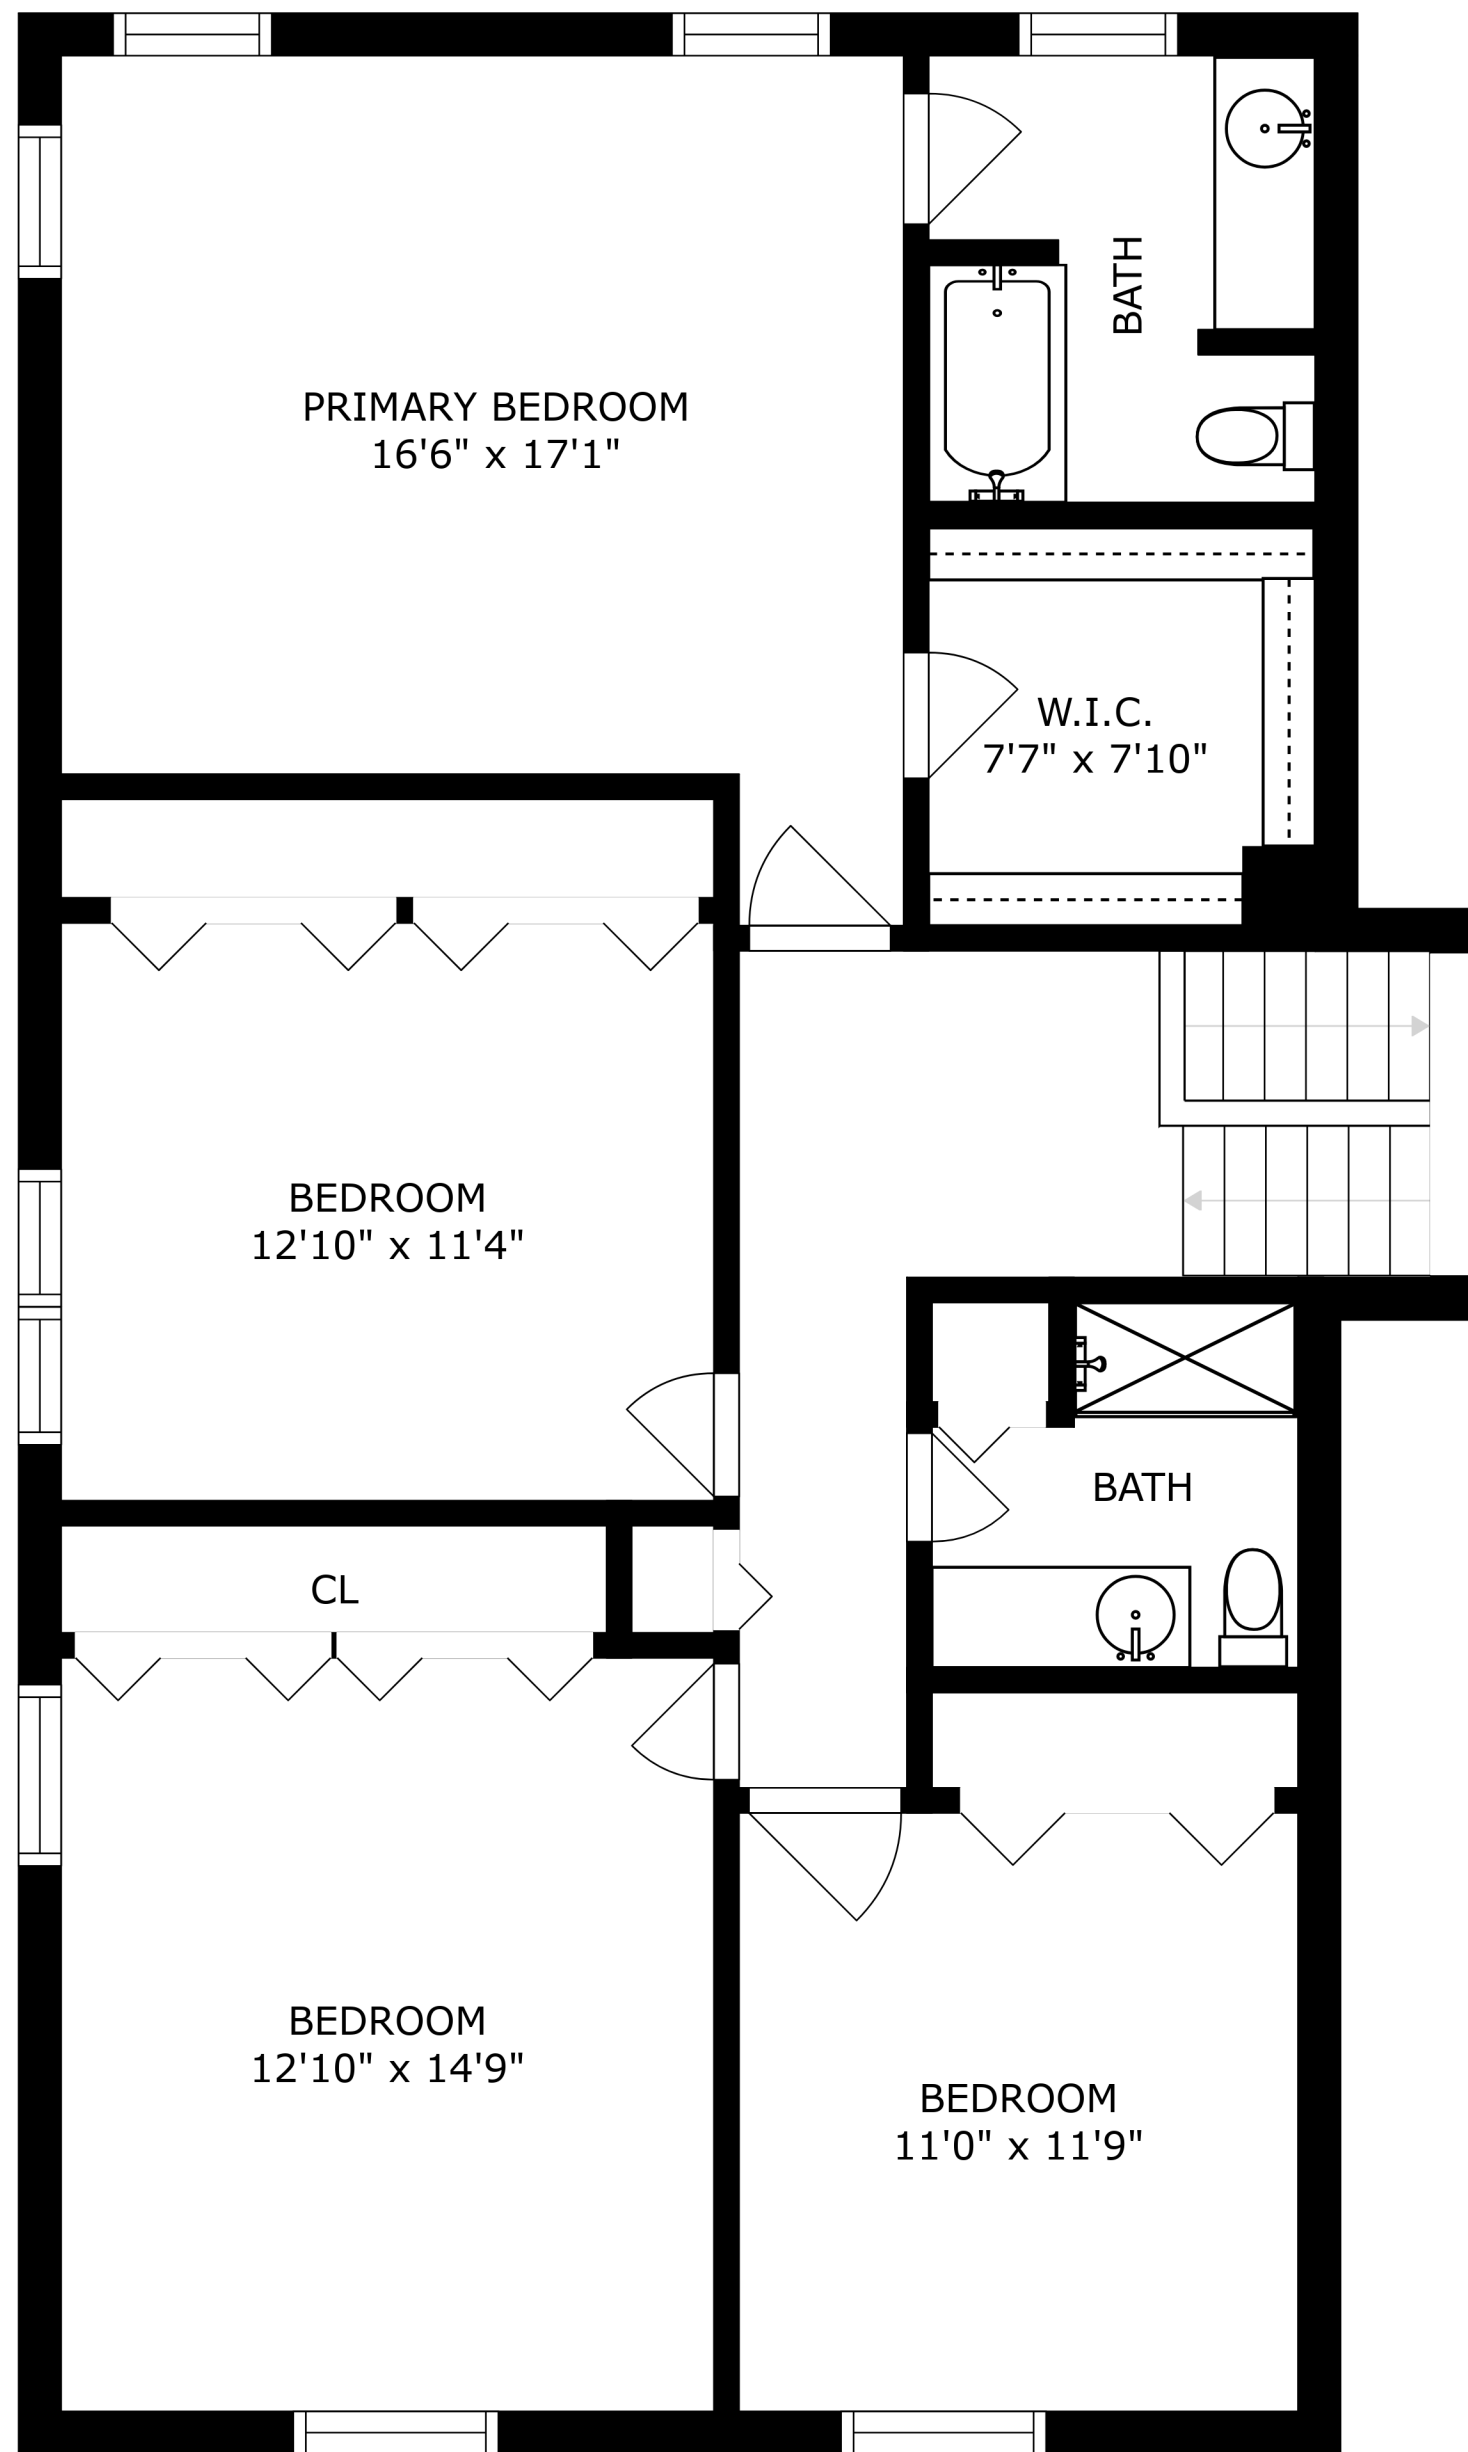 BATH
PRIMARY BEDROOM
16'6" x 17'1"
W.I.C.
7'7" x 7'10"
BEDROOM
12'10" x 11'4"
BATH
CL
BEDROOM
12'10" x 14'9"
BEDROOM
11'0" x 11'9"